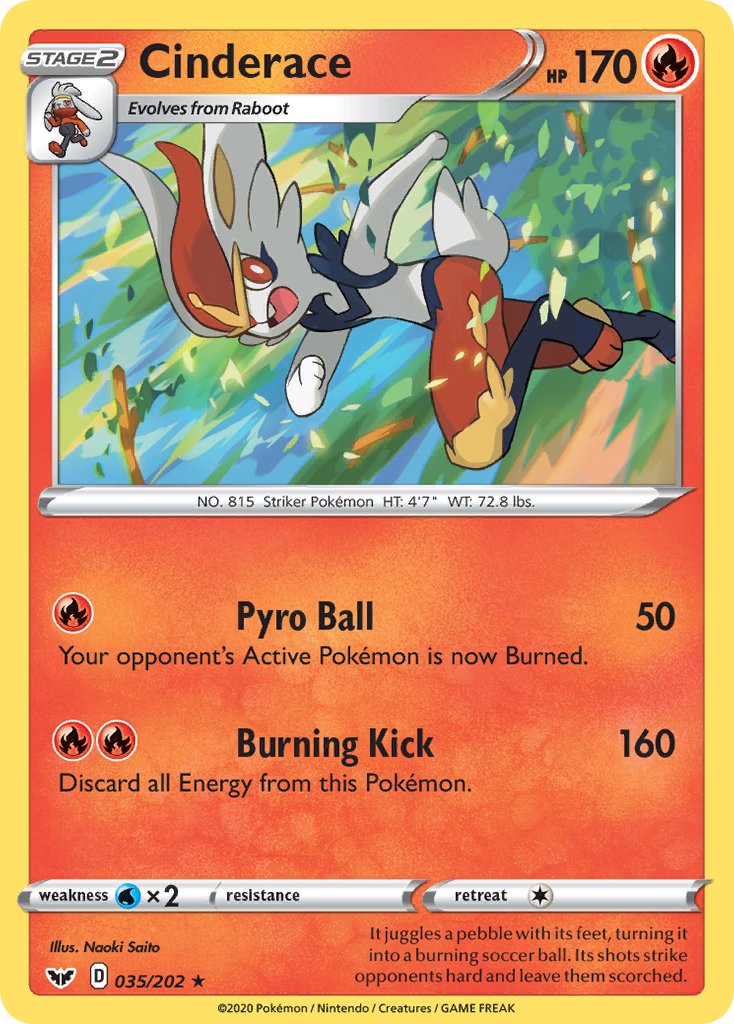 STAGE 2
Cinderace
HP 170
Evolves from Raboot
NO. 815 Striker Pokémon HT: 4'7" WT: 72.8 lbs.
Pyro Ball 50
Your opponent's Active Pokémon is now Burned.
Burning Kick 160
Discard all Energy from this Pokémon.
weakness ×2 resistance retreat
Illus. Naoki Saito
It juggles a pebble with its feet, turning it
into a burning soccer ball. Its shots strike
opponents hard and leave them scorched.
D 035/202 ★
©2020 Pokémon / Nintendo / Creatures / GAME FREAK